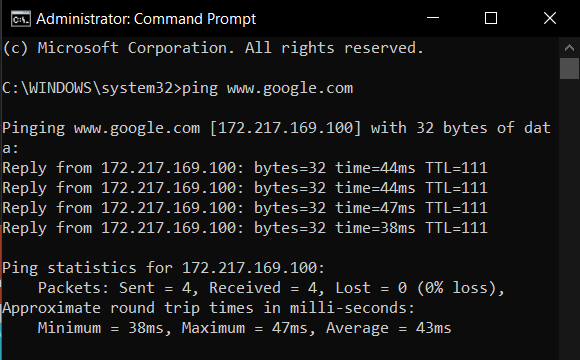 Administrator: Command Prompt
(c) Microsoft Corporation. All rights reserved.
C:\WINDOWS\system32>ping www.google.com
Pinging www.google.com [172.217.169.100] with 32 bytes of dat
a:
Reply from 172.217.169.100: bytes=32 time=44ms TTL=111
Reply from 172.217.169.100: bytes=32 time=44ms TTL=111
Reply from 172.217.169.100: bytes=32 time=47ms TTL=111
Reply from 172.217.169.100: bytes=32 time=38ms TTL=111
Ping statistics for 172.217.169.100:
    Packets: Sent = 4, Received = 4, Lost = 0 (0% loss),
Approximate round trip times in milli-seconds:
    Minimum = 38ms, Maximum = 47ms, Average = 43ms